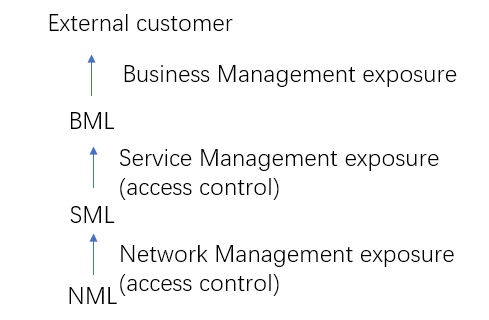 External customer
Business Management exposure
BML
Service Management exposure
(access control)
SML
Network Management exposure
(access control)
NML